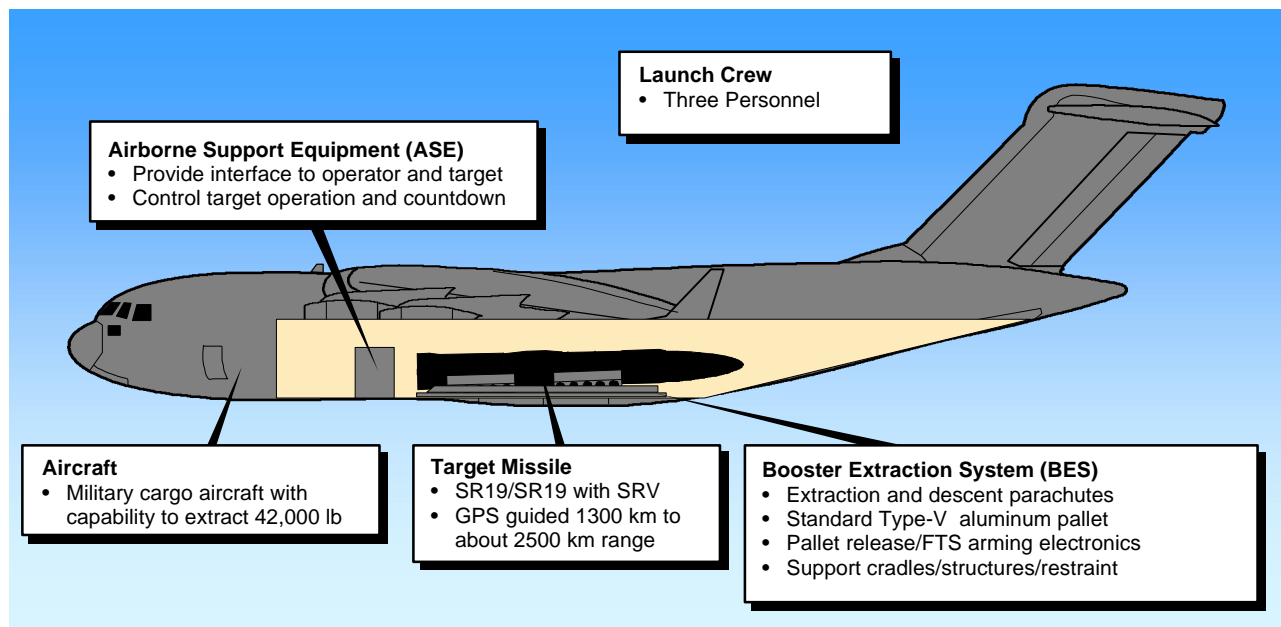 Launch Crew
• Three Personnel
Airborne Support Equipment (ASE)
• Provide interface to operator and target
• Control target operation and countdown
Aircraft
• Military cargo aircraft with
capability to extract 42,000 lb
Target Missile
• SR19/SR19 with SRV
• GPS guided 1300 km to
about 2500 km range
Booster Extraction System (BES)
• Extraction and descent parachutes
• Standard Type-V aluminum pallet
• Pallet release/FTS arming electronics
• Support cradles/structures/restraint